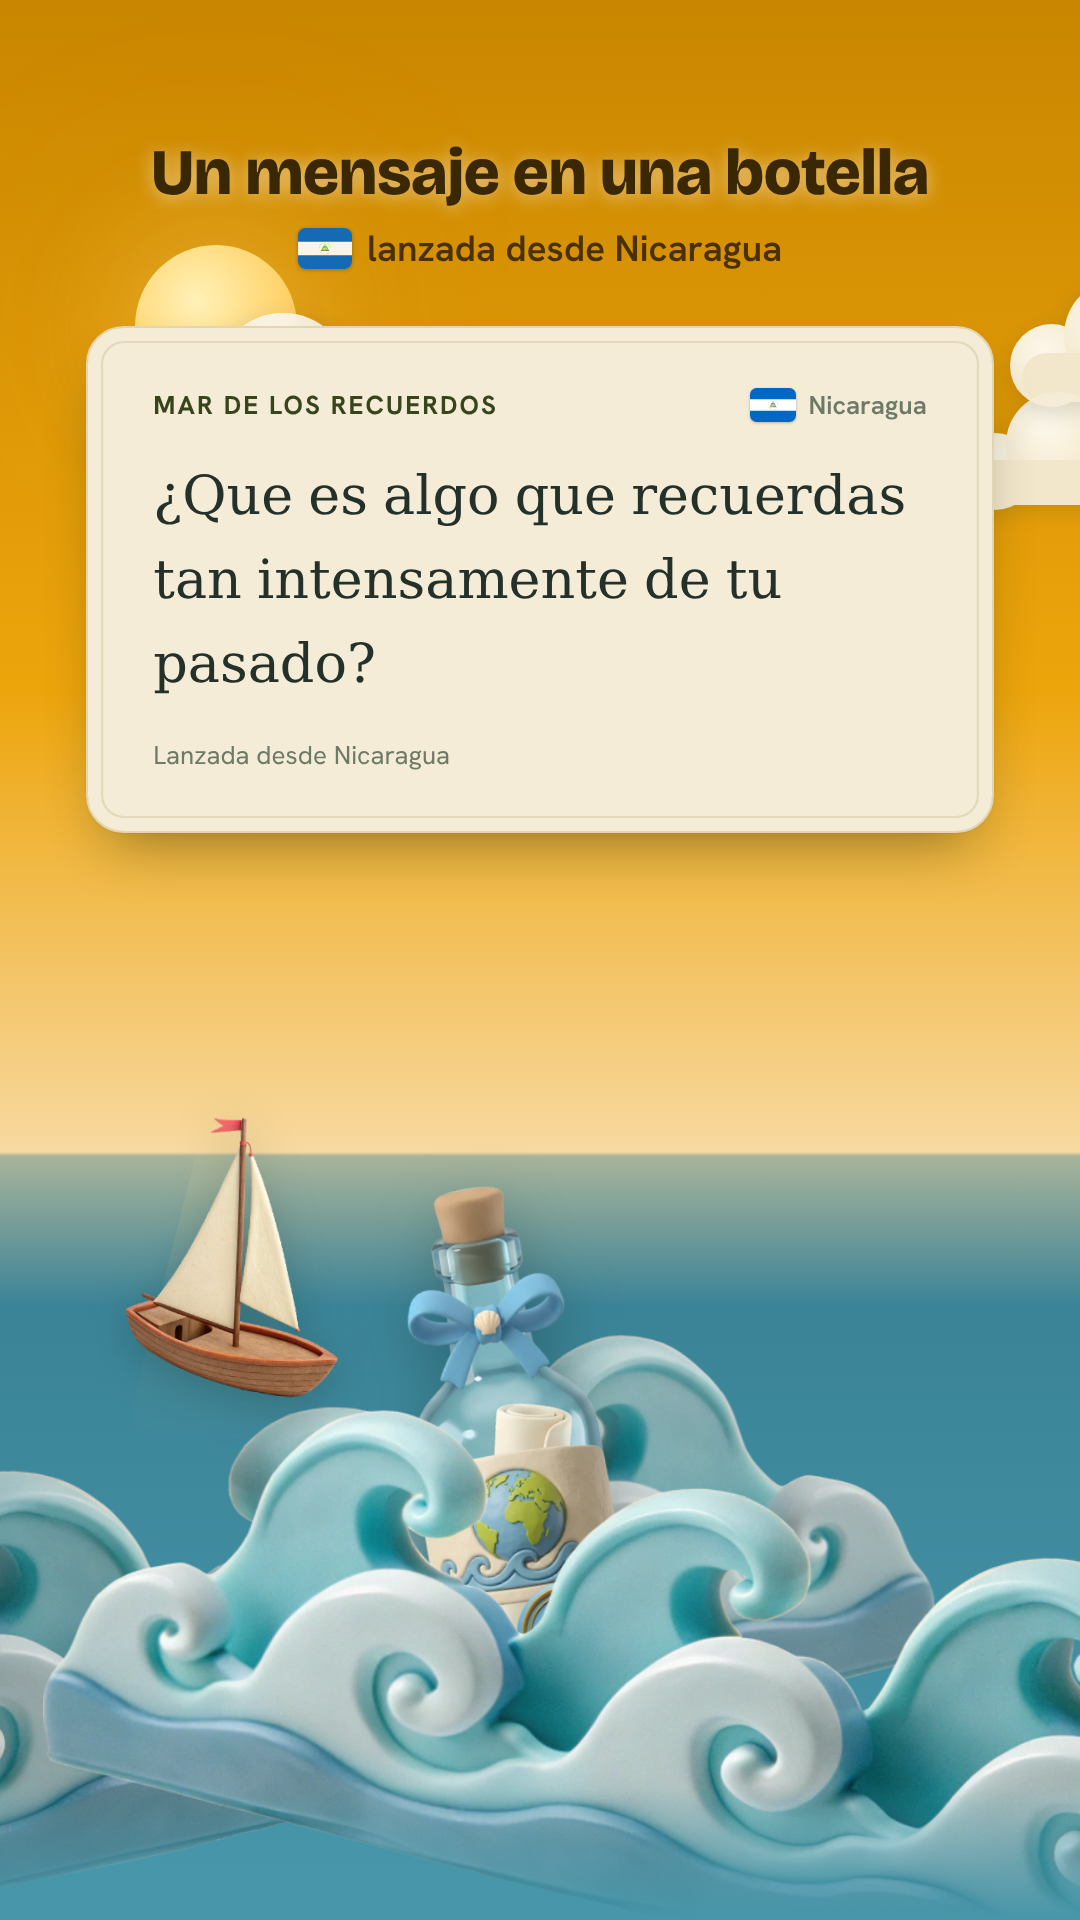 Un mensaje en una botella
lanzada desde Nicaragua
MAR DE LOS RECUERDOS
Nicaragua
¿Que es algo que recuerdas
tan intensamente de tu
pasado?
Lanzada desde Nicaragua